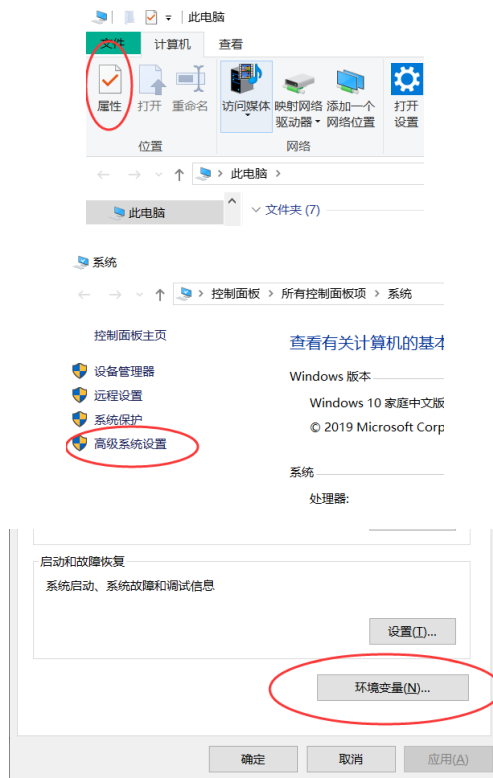 此电脑
文件 计算机 查看
属性 打开 重命名 访问媒体 映射网络 添加一个 打开
驱动器 网络位置 设置
位置 网络
此电脑
此电脑 文件夹 (7)
系统
控制面板 > 所有控制面板项 > 系统
控制面板主页
查看有关计算机的基本
设备管理器
Windows 版本
远程设置
Windows 10 家庭中文版
系统保护
© 2019 Microsoft Corp
高级系统设置
系统
处理器:
启动和故障恢复
系统启动、系统故障和调试信息
设置(T)...
环境变量(N)...
确定 取消 应用(A)